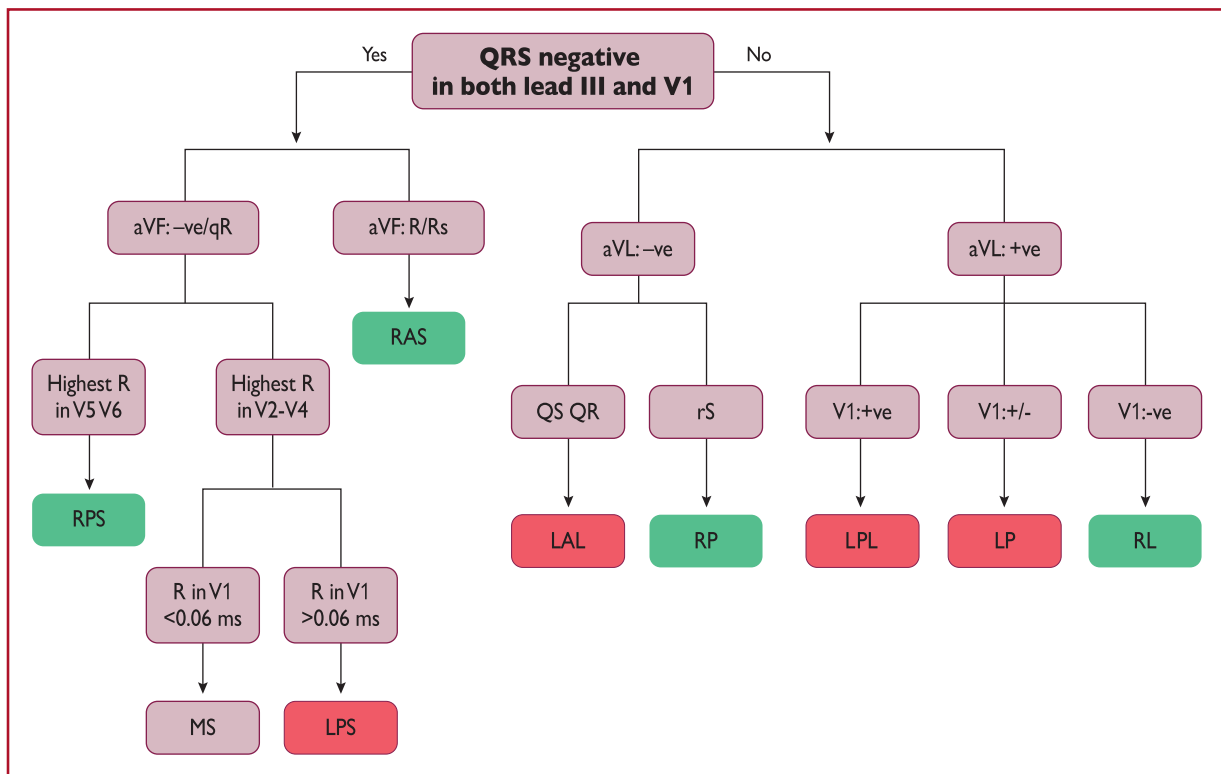 QRS negative
in both lead III and V1
Yes
No
aVF: –ve/qR
aVF: R/Rs
aVL: –ve
aVL: +ve
RAS
Highest R
in V5 V6
Highest R
in V2-V4
QS QR
rS
V1:+ve
V1:+/-
V1:-ve
RPS
LAL
RP
LPL
LP
RL
R in V1
<0.06 ms
R in V1
>0.06 ms
MS
LPS